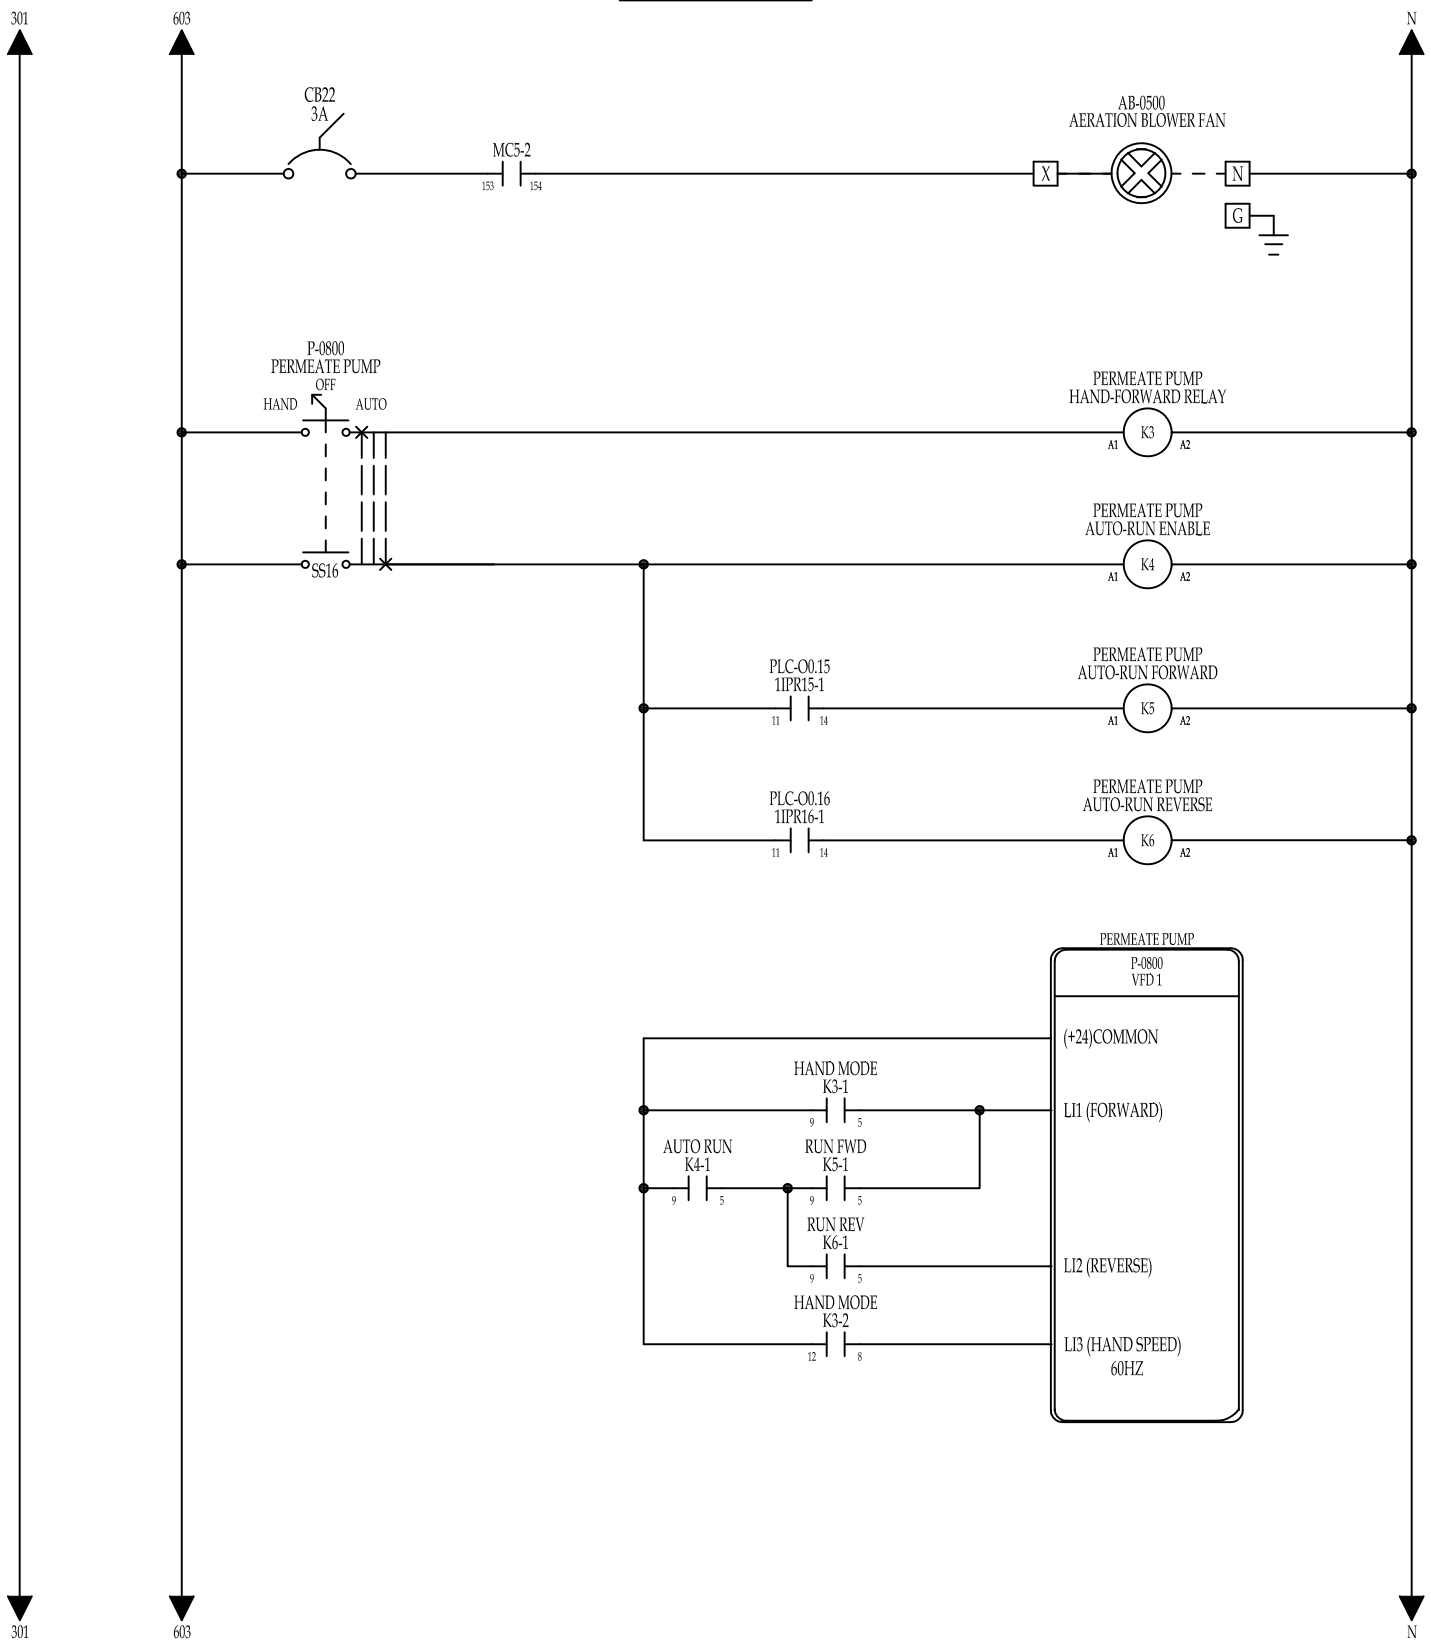 301
603
N
CB22
3A
MC5-2
153
154
AB-0500
AERATION BLOWER FAN
X
N
G
P-0800
PERMEATE PUMP
OFF
HAND
AUTO
PERMEATE PUMP
HAND-FORWARD RELAY
K3
A1
A2
SS16
PERMEATE PUMP
AUTO-RUN ENABLE
K4
A1
A2
PLC-O0.15
1IPR15-1
11
14
PERMEATE PUMP
AUTO-RUN FORWARD
K5
A1
A2
PLC-O0.16
1IPR16-1
11
14
PERMEATE PUMP
AUTO-RUN REVERSE
K6
A1
A2
PERMEATE PUMP
P-0800
VFD 1
(+24)COMMON
HAND MODE
K3-1
9
5
LI1 (FORWARD)
AUTO RUN
K4-1
9
5
RUN FWD
K5-1
9
5
RUN REV
K6-1
9
5
LI2 (REVERSE)
HAND MODE
K3-2
12
8
LI3 (HAND SPEED)
60HZ
301
603
N